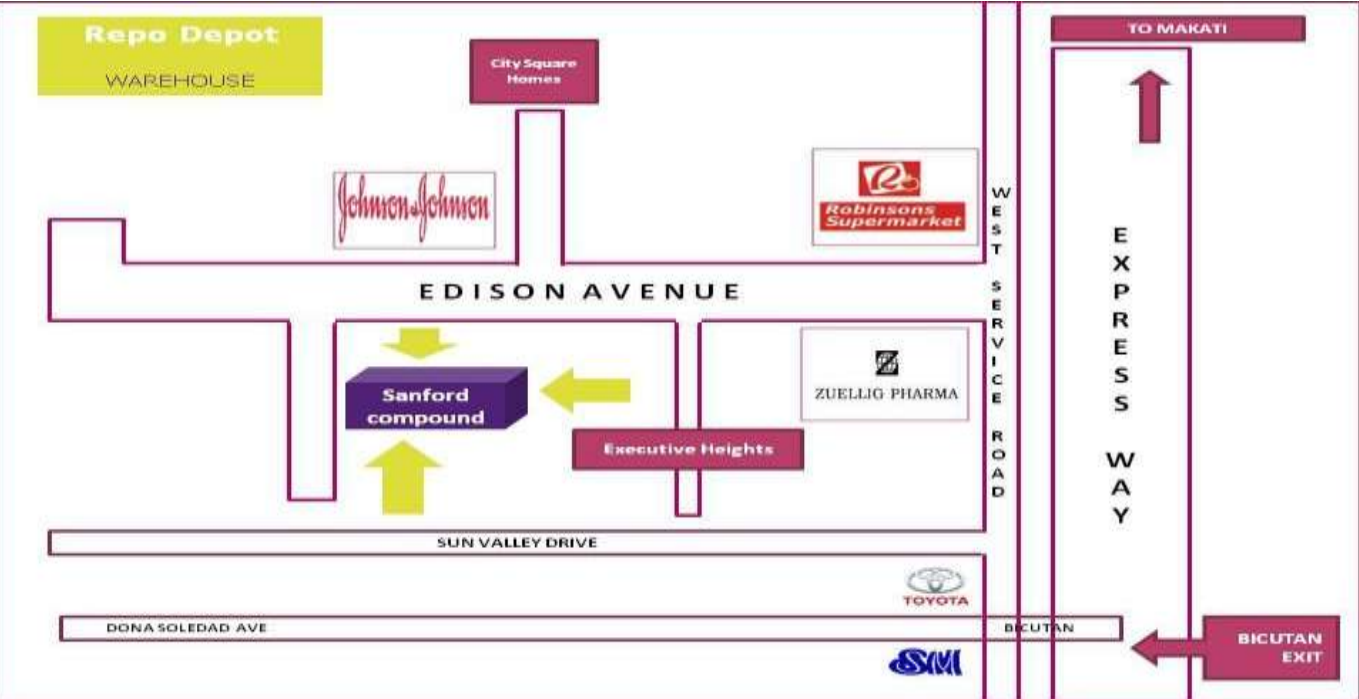 Repo Depot
WAREHOUSE
City Square
Homes
TO MAKATI
Johnson & Johnson
Robinsons
Supermarket
WEST SERVICE ROAD
EXPRESS WAY
EDISON AVENUE
Sanford
compound
ZUELLIG PHARMA
Executive Heights
SUN VALLEY DRIVE
TOYOTA
DONA SOLEDAD AVE
BICUTAN
BICUTAN
EXIT
SM